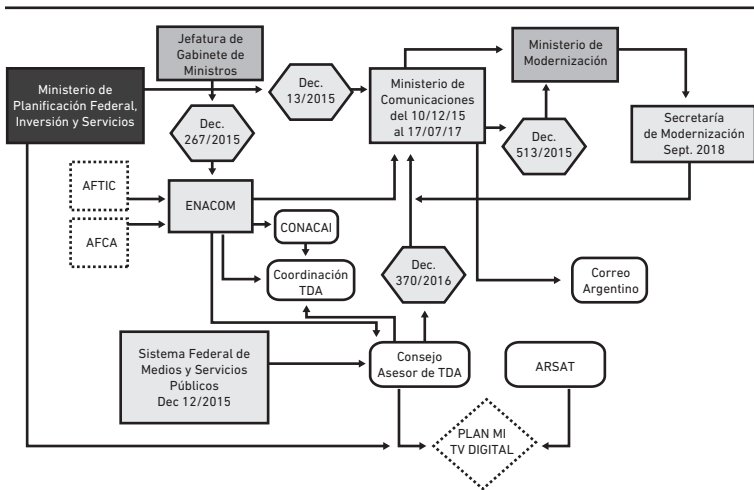 Jefatura de
Gabinete de
Ministros
Ministerio de
Modernización
Ministerio de
Planificación Federal,
Inversión y Servicios
Dec.
13/2015
Ministerio de
Comunicaciones
del 10/12/15
al 17/07/17
Dec.
267/2015
Dec.
513/2015
Secretaría
de Modernización
Sept. 2018
AFTIC
ENACOM
AFCA
CONACAI
Coordinación
TDA
Dec.
370/2016
Correo
Argentino
Sistema Federal de
Medios y Servicios
Públicos
Dec 12/2015
Consejo
Asesor de TDA
ARSAT
PLAN MI
TV DIGITAL